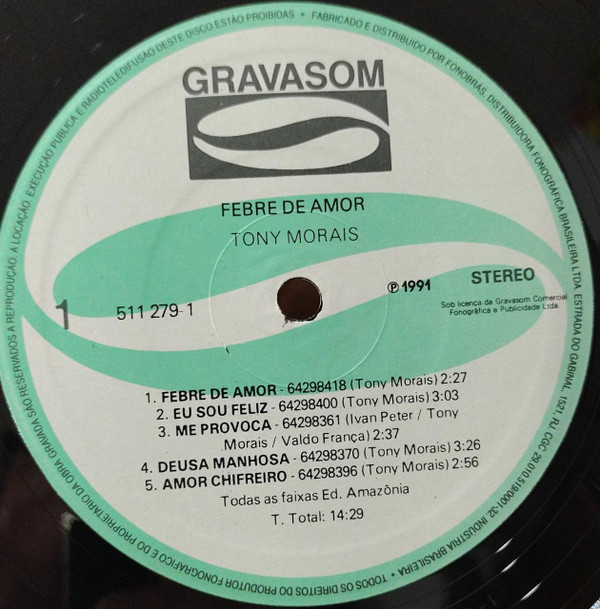 GRAVASOM
FEBRE DE AMOR
TONY MORAIS
1
511 279-1
℗ 1991
STEREO
Sob licença da Gravasom Comercial
Fonográfica e Publicidade Ltda.
1. FEBRE DE AMOR - 64298418 (Tony Morais) 2:27
2. EU SOU FELIZ - 64298400 (Tony Morais) 3:03
3. ME PROVOCA - 64298361 (Ivan Peter / Tony
Morais / Valdo França) 2:37
4. DEUSA MANHOSA - 64298370 (Tony Morais) 3:26
5. AMOR CHIFREIRO - 64298396 (Tony Morais) 2:56
Todas as faixas Ed. Amazônia
T. Total: 14:29
TODOS OS DIREITOS DO PRODUTOR FONOGRÁFICO E DO PROPRIETÁRIO DA OBRA GRAVADA SÃO RESERVADOS A REPRODUÇÃO. A LOCAÇÃO. EXECUÇÃO PÚBLICA E RADIOTELEDIFUSÃO DESTE DISCO ESTÃO PROIBIDAS • FABRICADO E DISTRIBUIDO POR FONOBRAS. DISTRIBUIDORA FONOGRÁFICA BRASILEIRA LTDA. ESTRADA DO GABINAL, 1521. RJ. CGC 29.010.519/0001-32. INDÚSTRIA BRASILEIRA •